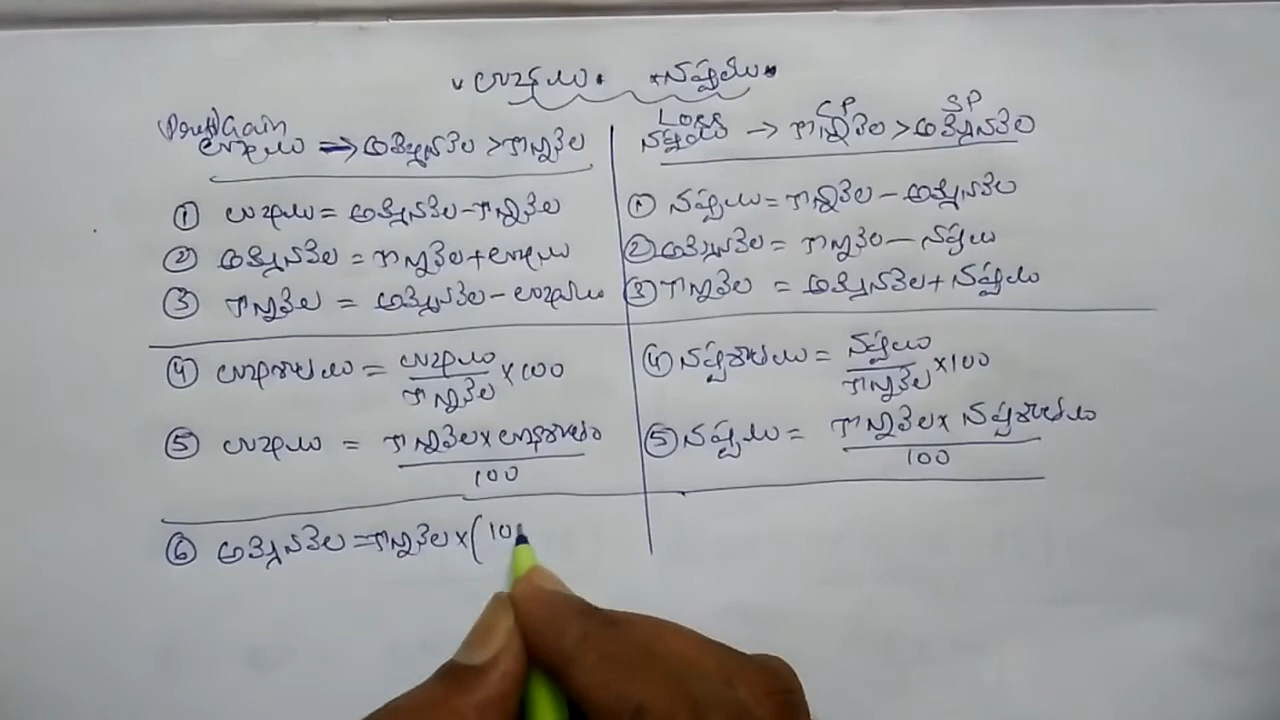 లాభము. నష్టము.
Profit Gain
లాభము → అమ్మినవెల > కొన్నవెల
① లాభము = అమ్మినవెల - కొన్నవెల
② అమ్మినవెల = కొన్నవెల + లాభము
③ కొన్నవెల = అమ్మినవెల - లాభము
④ లాభశాతము = లాభము / కొన్నవెల × 100
⑤ లాభము = కొన్నవెల × లాభశాతం / 100
⑥ అమ్మినవెల = కొన్నవెల × (10
Loss CP SP
నష్టము → కొన్నవెల > అమ్మినవెల
① నష్టము = కొన్నవెల - అమ్మినవెల
② అమ్మినవెల = కొన్నవెల - నష్టము
③ కొన్నవెల = అమ్మినవెల + నష్టము
④ నష్టశాతము = నష్టము / కొన్నవెల × 100
⑤ నష్టము = కొన్నవెల × నష్టశాతము / 100